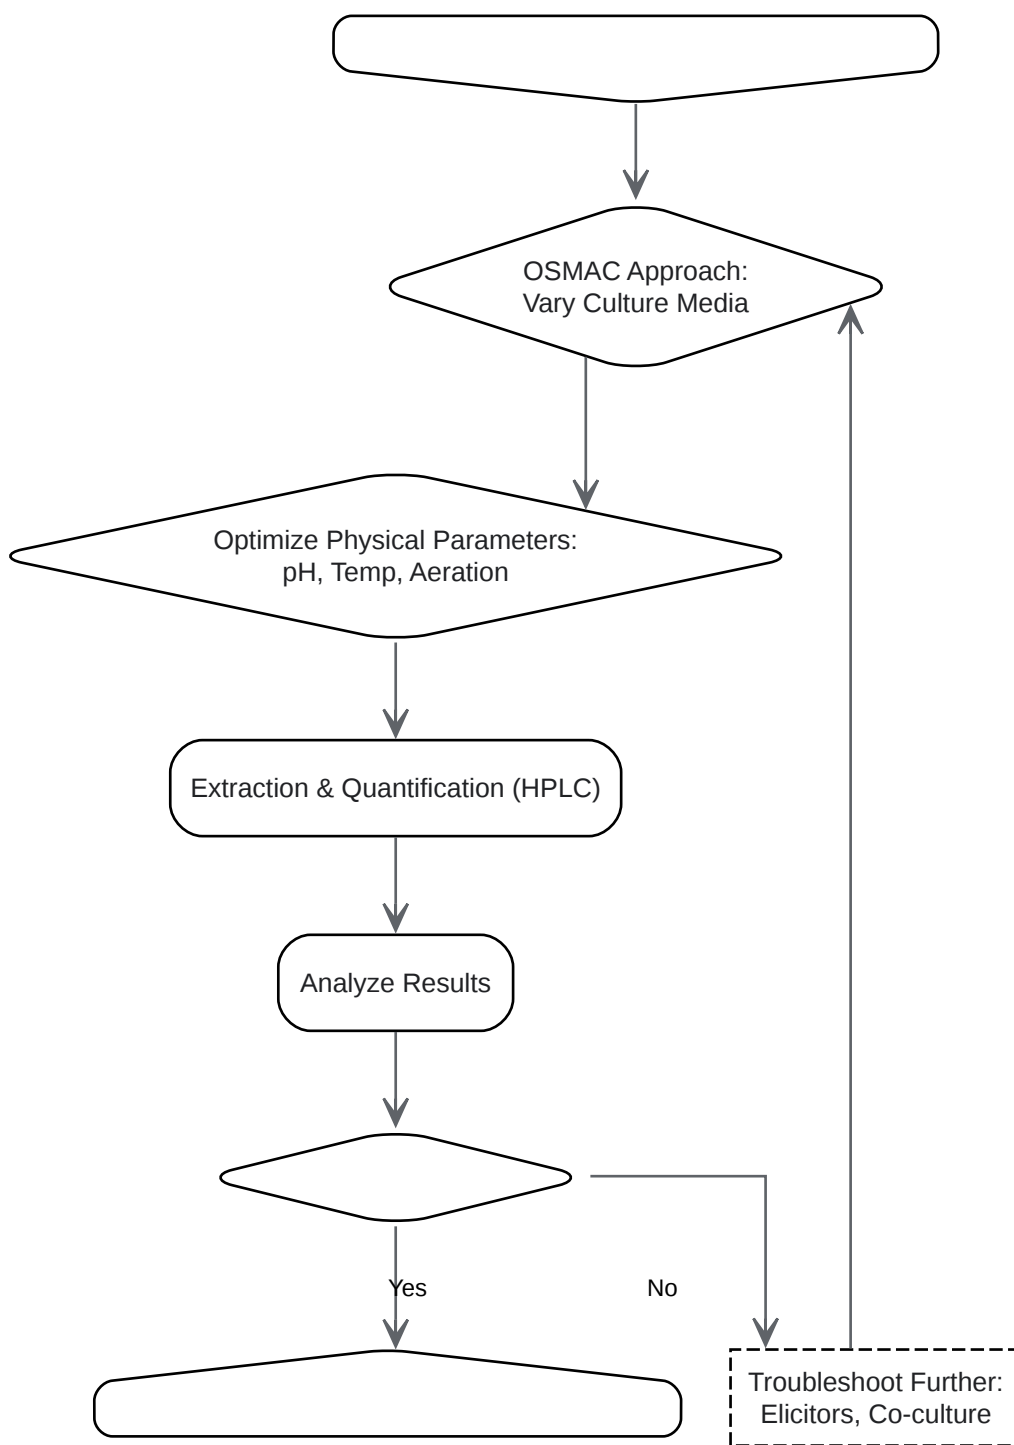 OSMAC Approach:
Vary Culture Media
Optimize Physical Parameters:
pH, Temp, Aeration
Extraction & Quantification (HPLC)
Analyze Results
Yes
No
Troubleshoot Further:
Elicitors, Co-culture